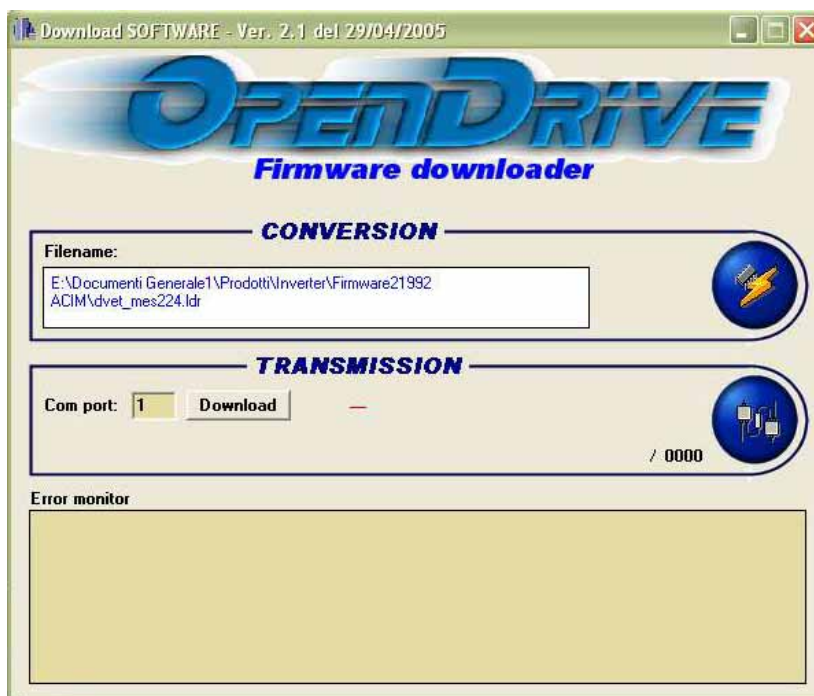 Download SOFTWARE - Ver. 2.1 del 29/04/2005
OPENDRiVE
Firmware downloader
CONVERSION
Filename:
E:\Documenti Generale1\Prodotti\Inverter\Firmware21992
ACIM\dvet_mes224.ldr
TRANSMISSION
Com port: 1 Download —
/ 0000
Error monitor